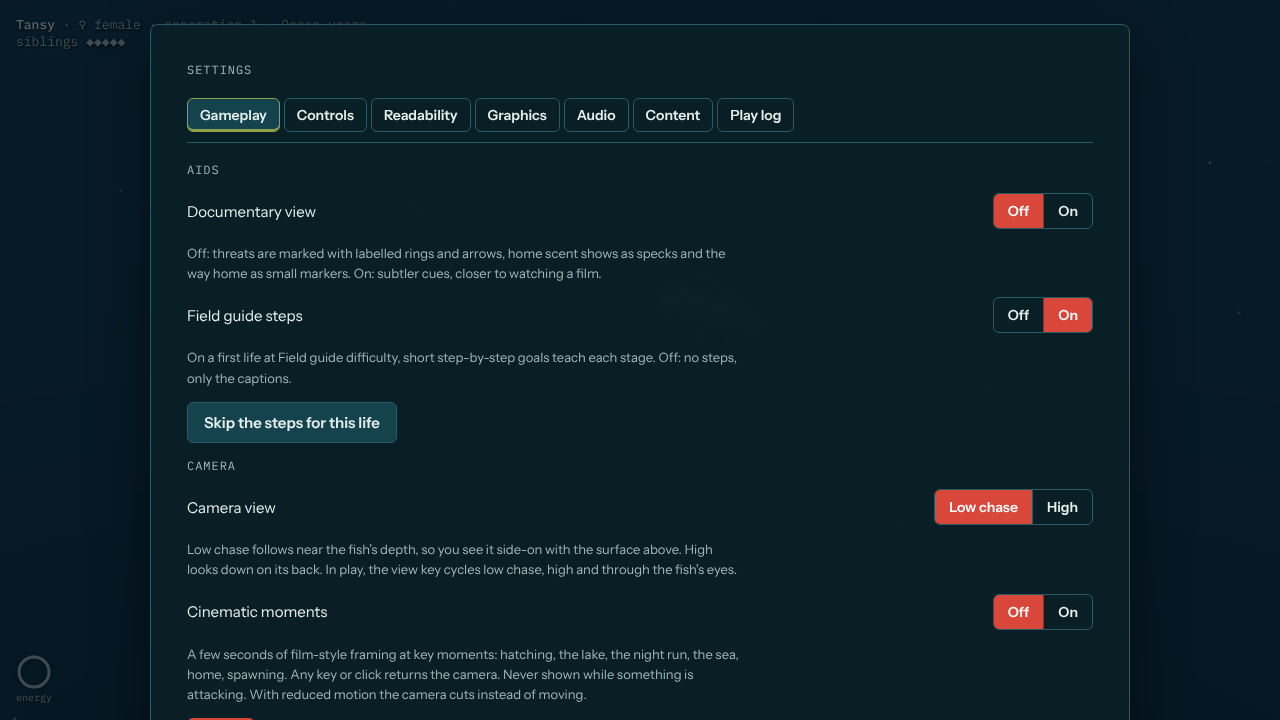 Tansy · ♀ female · generation 1 · Ocean years
siblings ◆◆◆◆◆
SETTINGS
Gameplay Controls Readability Graphics Audio Content Play log
AIDS
Documentary view Off On
Off: threats are marked with labelled rings and arrows, home scent shows as specks and the
way home as small markers. On: subtler cues, closer to watching a film.
Field guide steps Off On
On a first life at Field guide difficulty, short step-by-step goals teach each stage. Off: no steps,
only the captions.
Skip the steps for this life
CAMERA
Camera view Low chase High
Low chase follows near the fish's depth, so you see it side-on with the surface above. High
looks down on its back. In play, the view key cycles low chase, high and through the fish's eyes.
Cinematic moments Off On
A few seconds of film-style framing at key moments: hatching, the lake, the night run, the sea,
home, spawning. Any key or click returns the camera. Never shown while something is
attacking. With reduced motion the camera cuts instead of moving.
energy